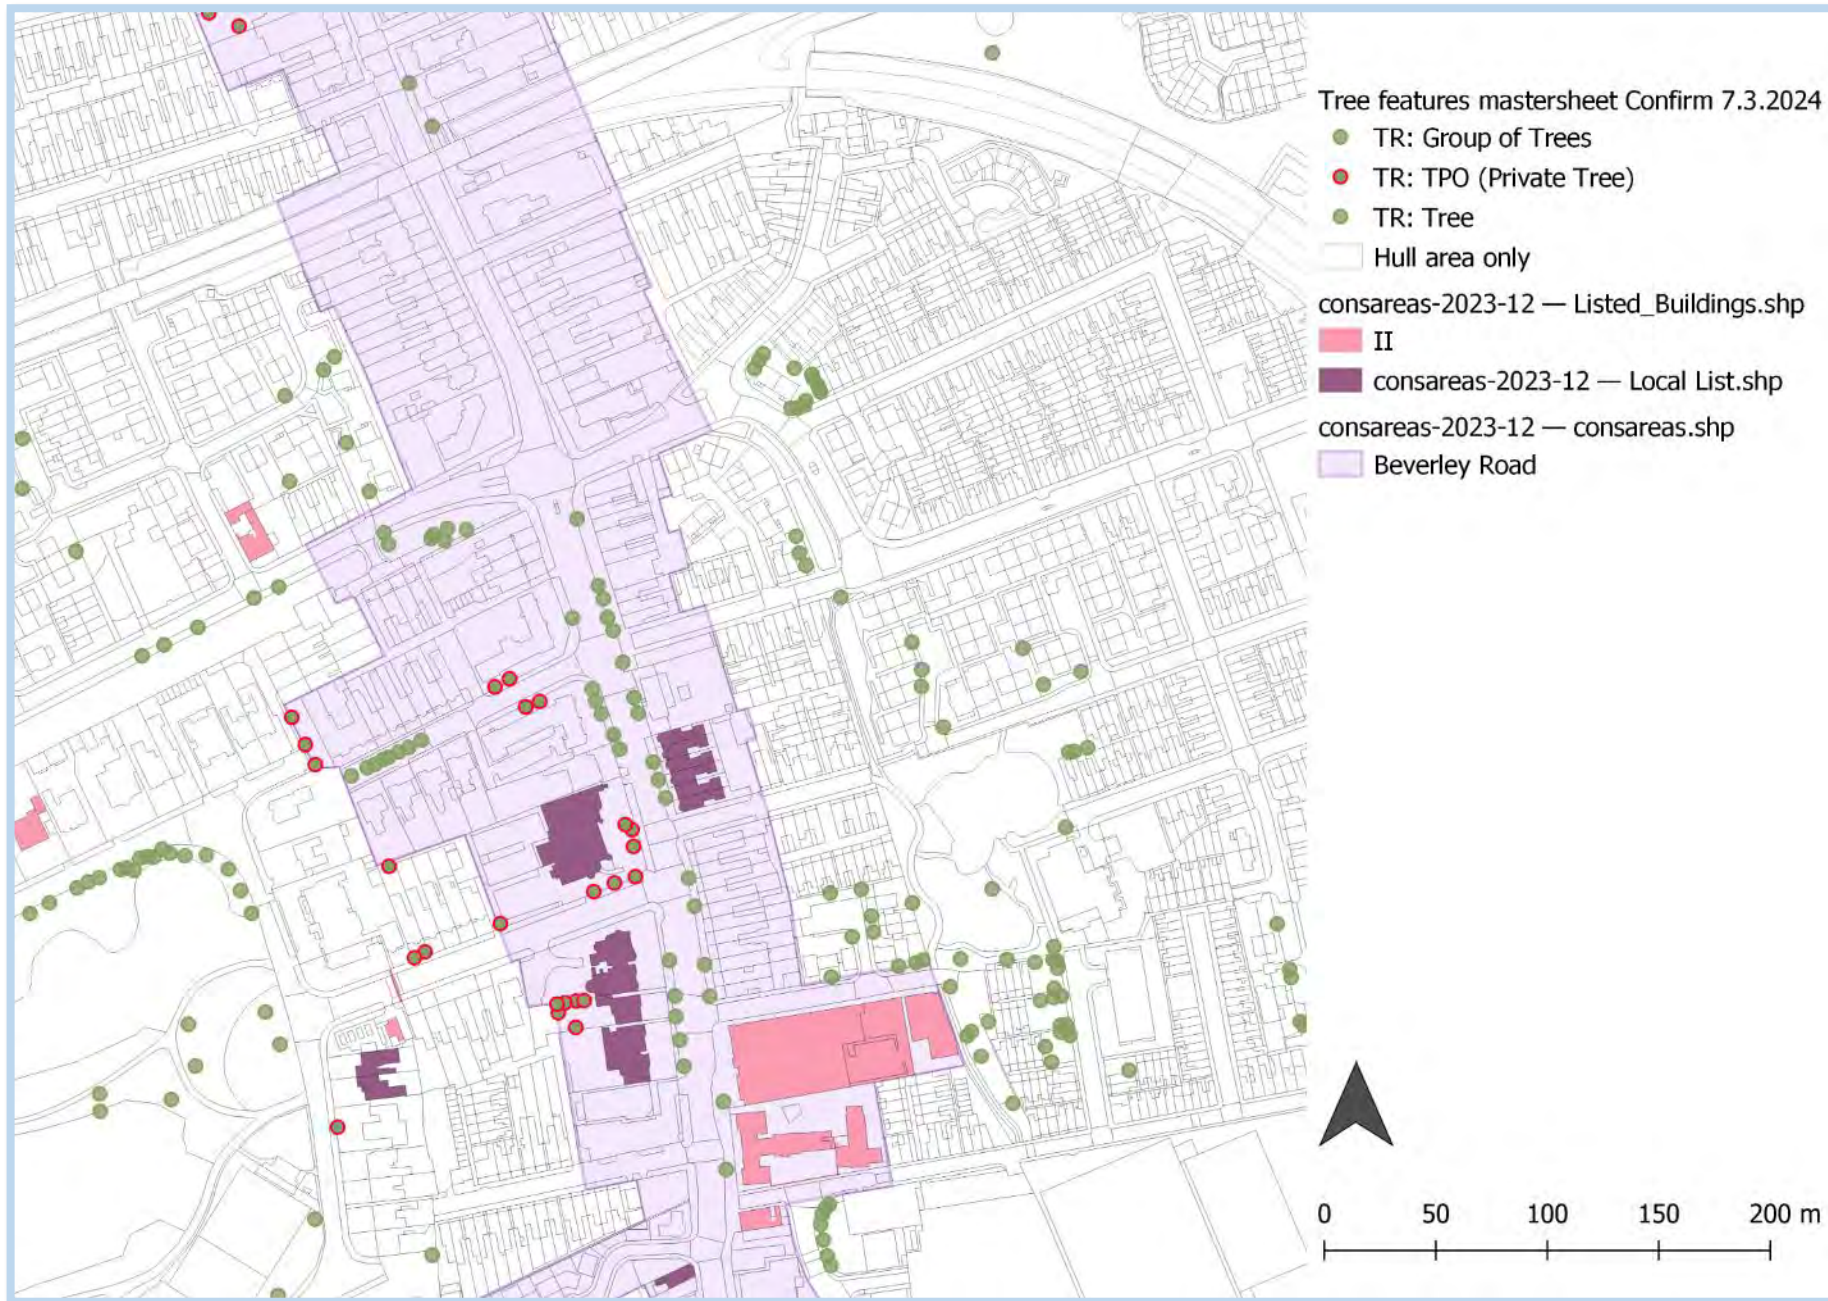 Tree features mastersheet Confirm 7.3.2024
TR: Group of Trees
TR: TPO (Private Tree)
TR: Tree
Hull area only
consareas-2023-12 — Listed_Buildings.shp
II
consareas-2023-12 — Local List.shp
consareas-2023-12 — consareas.shp
Beverley Road
0 50 100 150 200 m